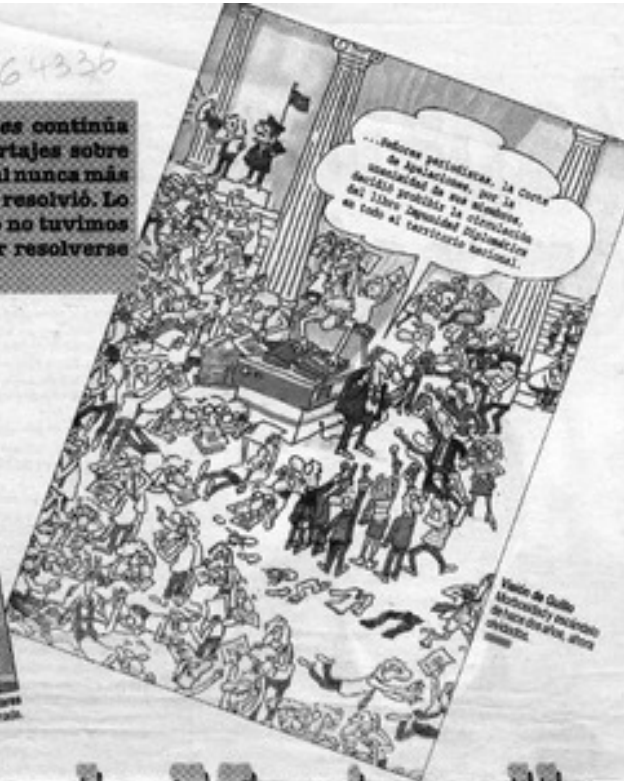 64336
es continúa
rtajes sobre
al nunca más
resolvió. Lo
o no tuvimos
r resolverse
...Señores periodistas, la Corte
de Apelaciones, por la
unanimidad de sus miembros,
decidió prohibir la circulación
del libro Impunidad Diplomática
en todo el territorio nacional.
Visión de Guillo
de hace dos años, ahora